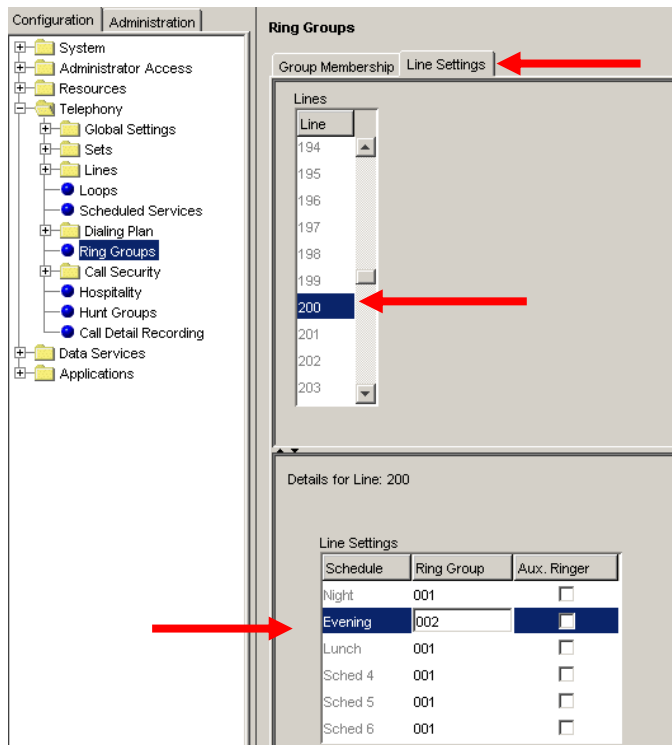 Configuration Administration
System
Administrator Access
Resources
Telephony
Global Settings
Sets
Lines
Loops
Scheduled Services
Dialing Plan
Ring Groups
Call Security
Hospitality
Hunt Groups
Call Detail Recording
Data Services
Applications
Ring Groups
Group Membership Line Settings
Lines
Line
194
195
196
197
198
199
200
201
202
203
Details for Line: 200
Line Settings
Schedule Ring Group Aux. Ringer
Night 001
Evening 002
Lunch 001
Sched 4 001
Sched 5 001
Sched 6 001